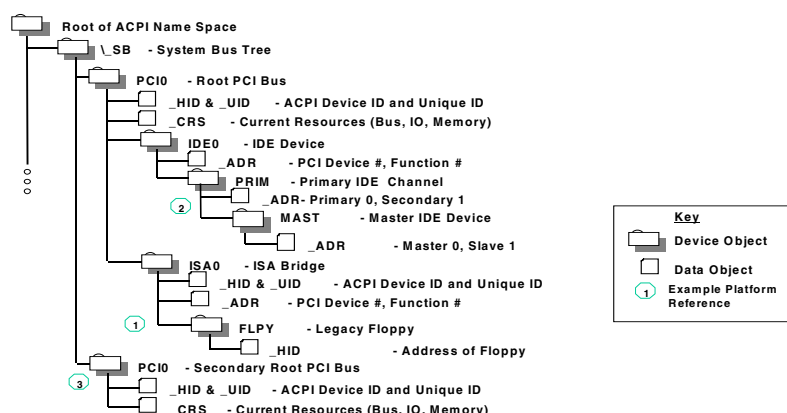 Root of ACPI Name Space
\_SB - System Bus Tree
PCI0 - Root PCI Bus
_HID & _UID - ACPI Device ID and Unique ID
_CRS - Current Resources (Bus, IO, Memory)
IDE0 - IDE Device
_ADR - PCI Device #, Function #
PRIM - Primary IDE Channel
2
_ADR- Primary 0, Secondary 1
MAST - Master IDE Device
_ADR - Master 0, Slave 1
ISA0 - ISA Bridge
_HID & _UID - ACPI Device ID and Unique ID
_ADR - PCI Device #, Function #
1
FLPY - Legacy Floppy
_HID - Address of Floppy
PCI0 - Secondary Root PCI Bus
3
_HID & _UID - ACPI Device ID and Unique ID
_CRS - Current Resources (Bus, IO, Memory)
Key
Device Object
Data Object
1 Example Platform
Reference